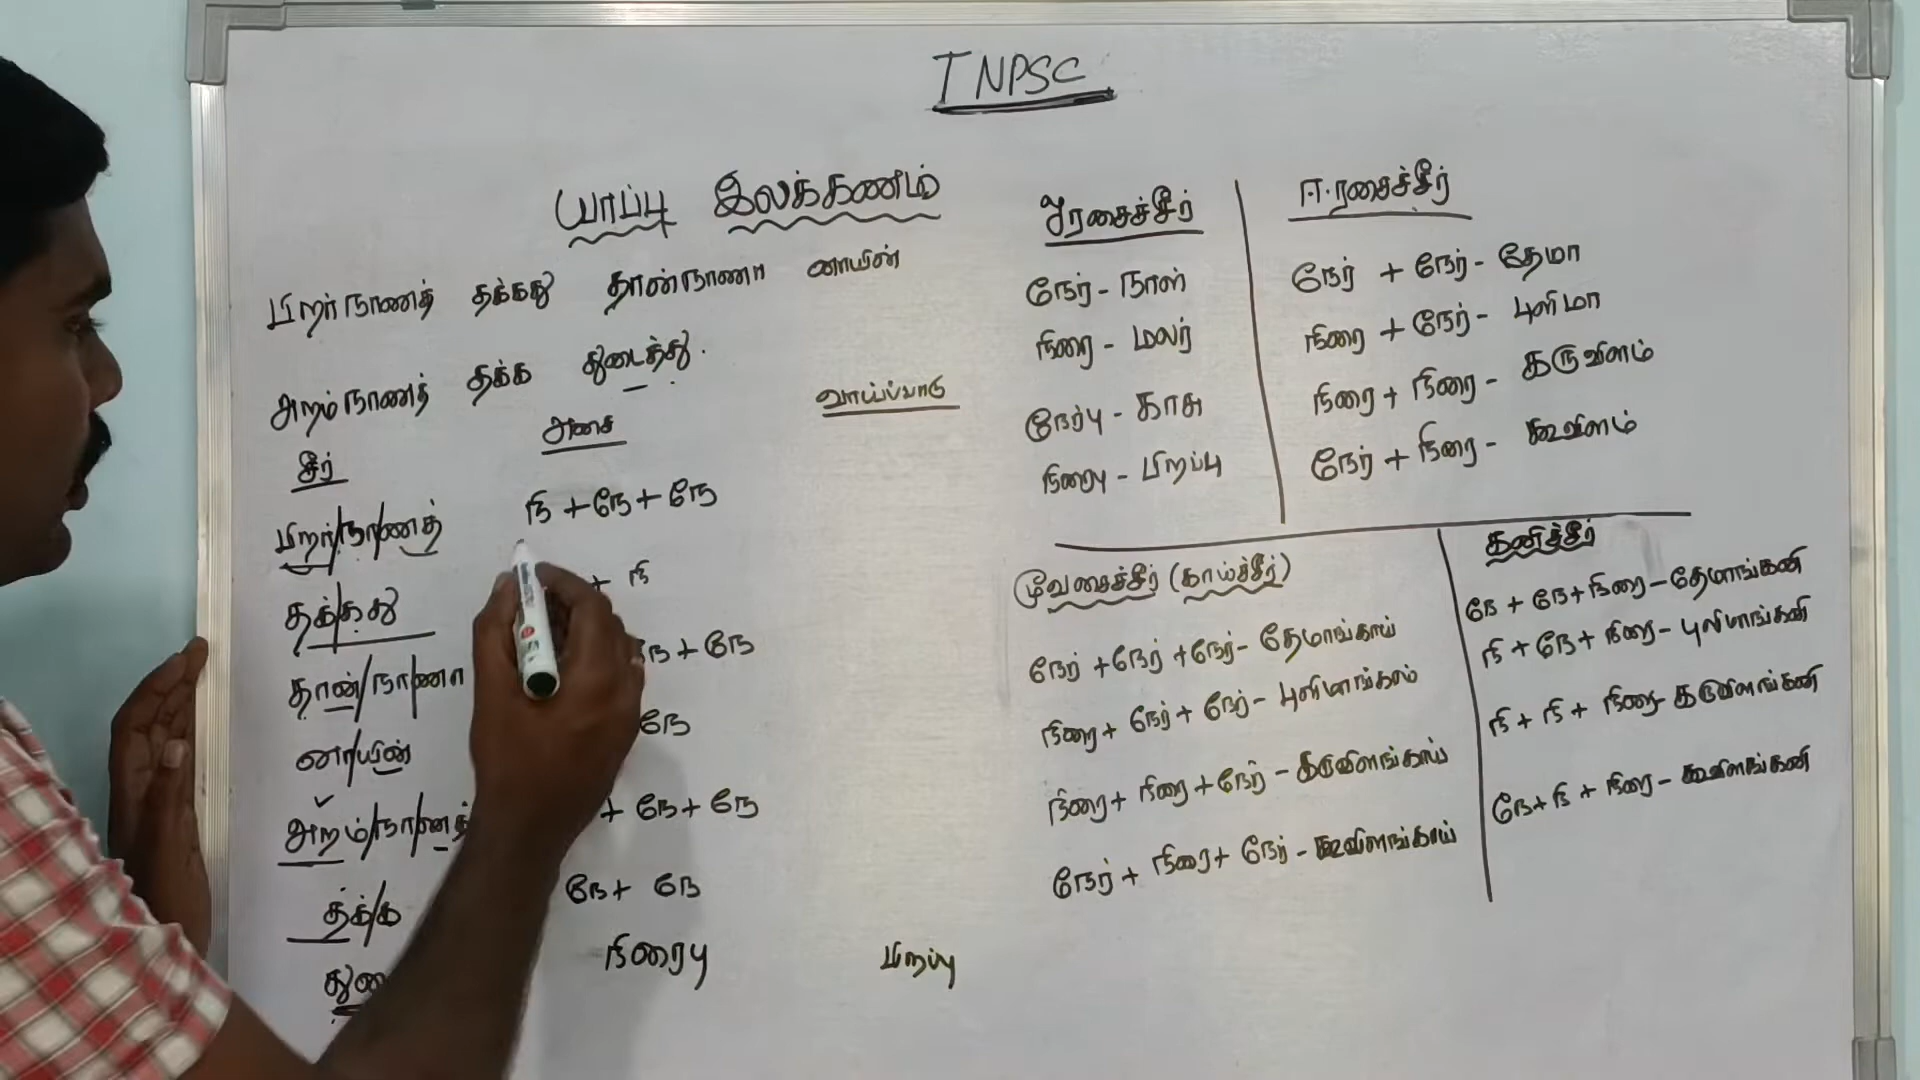 TNPSC
யாப்பு இலக்கணம்
பிறர்நாணத் தக்கது தான்நாணா னாயின்
அறம்நாணத் தக்க துடைத்து.
சீர் அசை வாய்ப்பாடு
பிறர்/நா/ணத் நி + நே + நே
தக்/கது + நி
தான்/நா/ணா நே + நே
னா/யின் நே
அறம்/நா/ணத் + நே + நே
தக்/க நே + நே
துடை நிரைபு பிறப்பு
ஓரசைச்சீர்
நேர் - நாள்
நிரை - மலர்
நேர்பு - காசு
நிரைபு - பிறப்பு
ஈரசைச்சீர்
நேர் + நேர் - தேமா
நிரை + நேர் - புளிமா
நிரை + நிரை - கருவிளம்
நேர் + நிரை - கூவிளம்
மூவசைச்சீர் (காய்ச்சீர்)
நேர் + நேர் + நேர் - தேமாங்காய்
நிரை + நேர் + நேர் - புளிமாங்காய்
நிரை + நிரை + நேர் - கருவிளங்காய்
நேர் + நிரை + நேர் - கூவிளங்காய்
கனிச்சீர்
நே + நே + நிரை - தேமாங்கனி
நி + நே + நிரை - புளிமாங்கனி
நி + நி + நிரை - கருவிளங்கனி
நே + நி + நிரை - கூவிளங்கனி